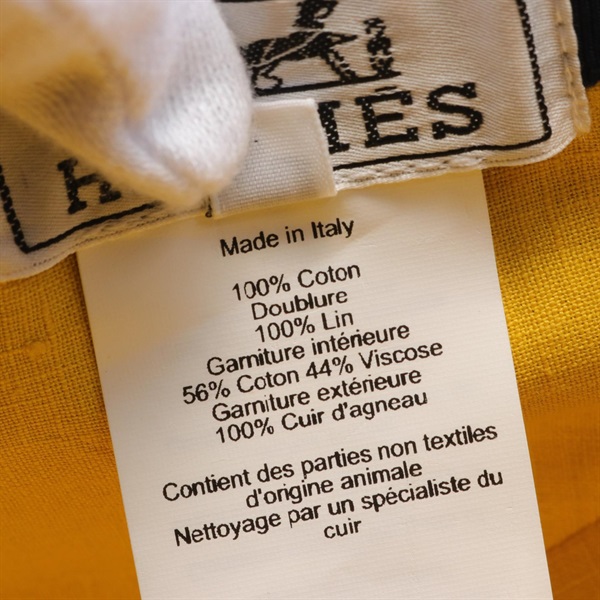 Made in Italy
100% Coton
Doublure
100% Lin
Garniture intérieure
56% Coton 44% Viscose
Garniture extérieure
100% Cuir d'agneau
Contient des parties non textiles
d'origine animale
Nettoyage par un spécialiste du
cuir